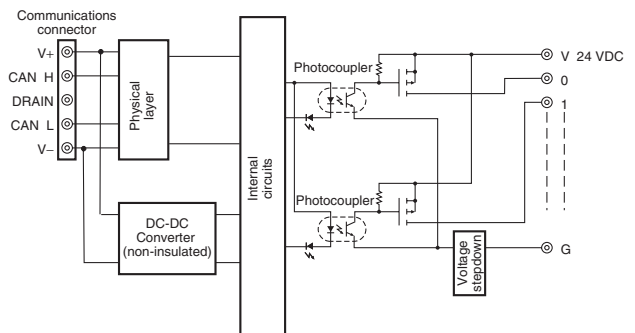 Communications
connector
V+
CAN H
DRAIN
CAN L
V−
Physical
layer
DC-DC
Converter
(non-insulated)
Internal
circuits
Photocoupler
Photocoupler
Voltage
stepdown
V 24 VDC
0
1
G